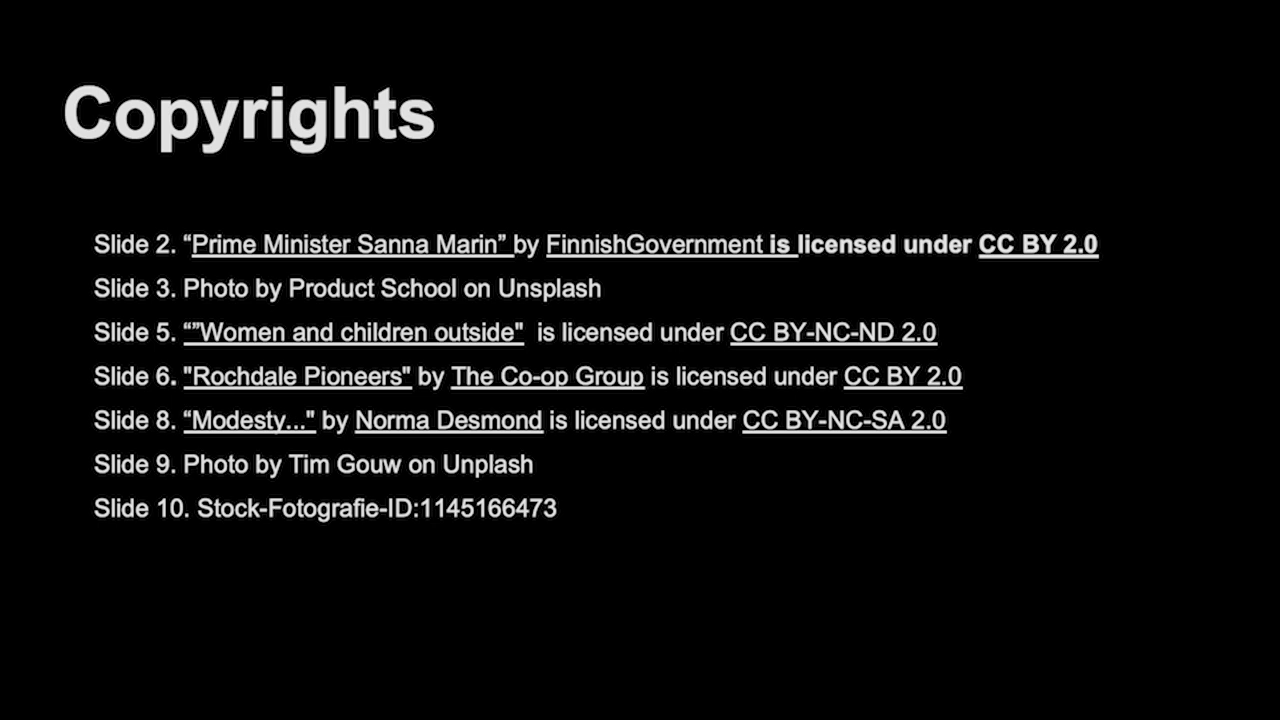 Copyrights
Slide 2. “Prime Minister Sanna Marin” by FinnishGovernment is licensed under CC BY 2.0
Slide 3. Photo by Product School on Unsplash
Slide 5. “”Women and children outside"  is licensed under CC BY-NC-ND 2.0
Slide 6. "Rochdale Pioneers" by The Co-op Group is licensed under CC BY 2.0
Slide 8. “Modesty..." by Norma Desmond is licensed under CC BY-NC-SA 2.0
Slide 9. Photo by Tim Gouw on Unplash
Slide 10. Stock-Fotografie-ID:1145166473